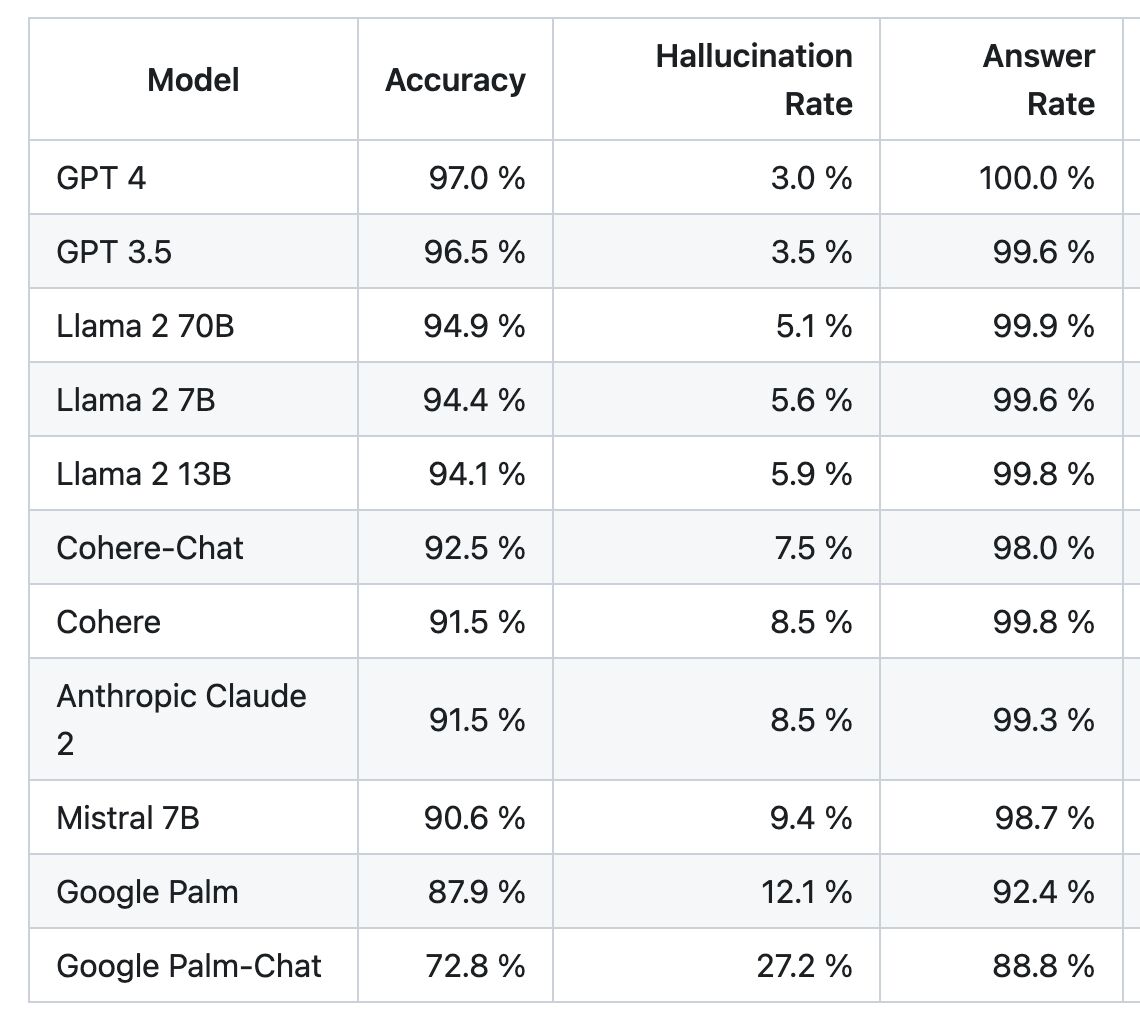 Model Accuracy Hallucination Rate Answer Rate
GPT 4 97.0 % 3.0 % 100.0 %
GPT 3.5 96.5 % 3.5 % 99.6 %
Llama 2 70B 94.9 % 5.1 % 99.9 %
Llama 2 7B 94.4 % 5.6 % 99.6 %
Llama 2 13B 94.1 % 5.9 % 99.8 %
Cohere-Chat 92.5 % 7.5 % 98.0 %
Cohere 91.5 % 8.5 % 99.8 %
Anthropic Claude 2 91.5 % 8.5 % 99.3 %
Mistral 7B 90.6 % 9.4 % 98.7 %
Google Palm 87.9 % 12.1 % 92.4 %
Google Palm-Chat 72.8 % 27.2 % 88.8 %